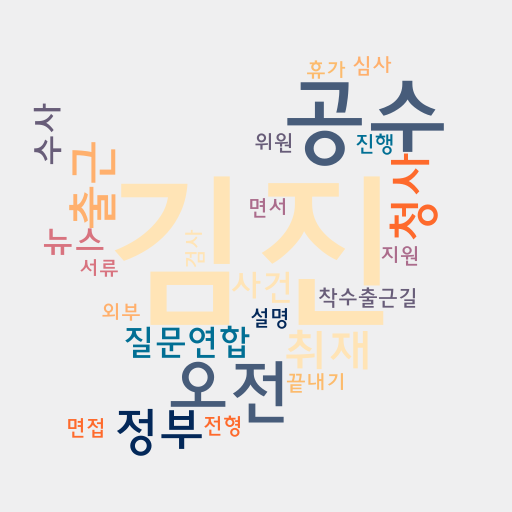 휴가
심사
공수
수사
위원
진행
출근
청사
김진
면서
뉴스
검사
지원
서류
사건
착수출근길
외부
설명
질문연합
취재
오전
끝내기
정부
면접
전형